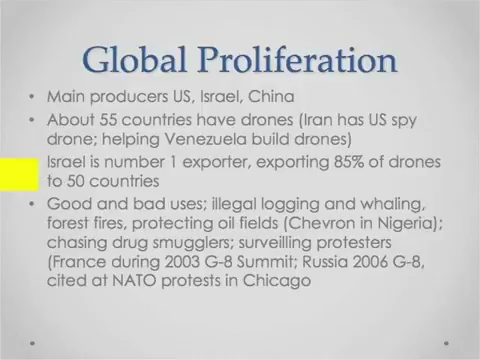 Global Proliferation
• Main producers US, Israel, China
• About 55 countries have drones (Iran has US spy
drone; helping Venezuela build drones)
Israel is number 1 exporter, exporting 85% of drones
to 50 countries
• Good and bad uses; illegal logging and whaling,
forest fires, protecting oil fields (Chevron in Nigeria);
chasing drug smugglers; surveilling protesters
(France during 2003 G-8 Summit; Russia 2006 G-8,
cited at NATO protests in Chicago